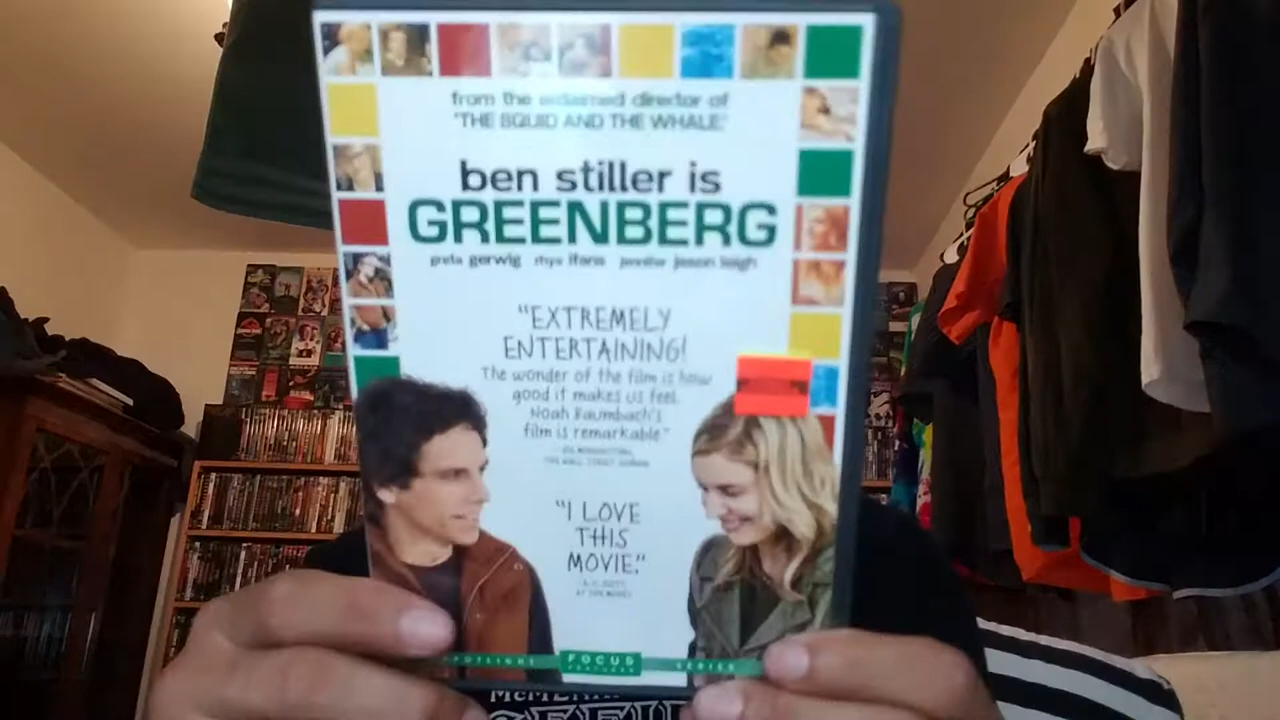 from the acclaimed director of
"THE SQUID AND THE WHALE"
ben stiller is
GREENBERG
greta gerwig rhys ifans jennifer jason leigh
"EXTREMELY
ENTERTAINING!
The wonder of the film is how
good it makes us feel.
Noah Baumbach's
film is remarkable"
"I LOVE
THIS
MOVIE."
SPOTLIGHT FOCUS SERIES
FEATURES